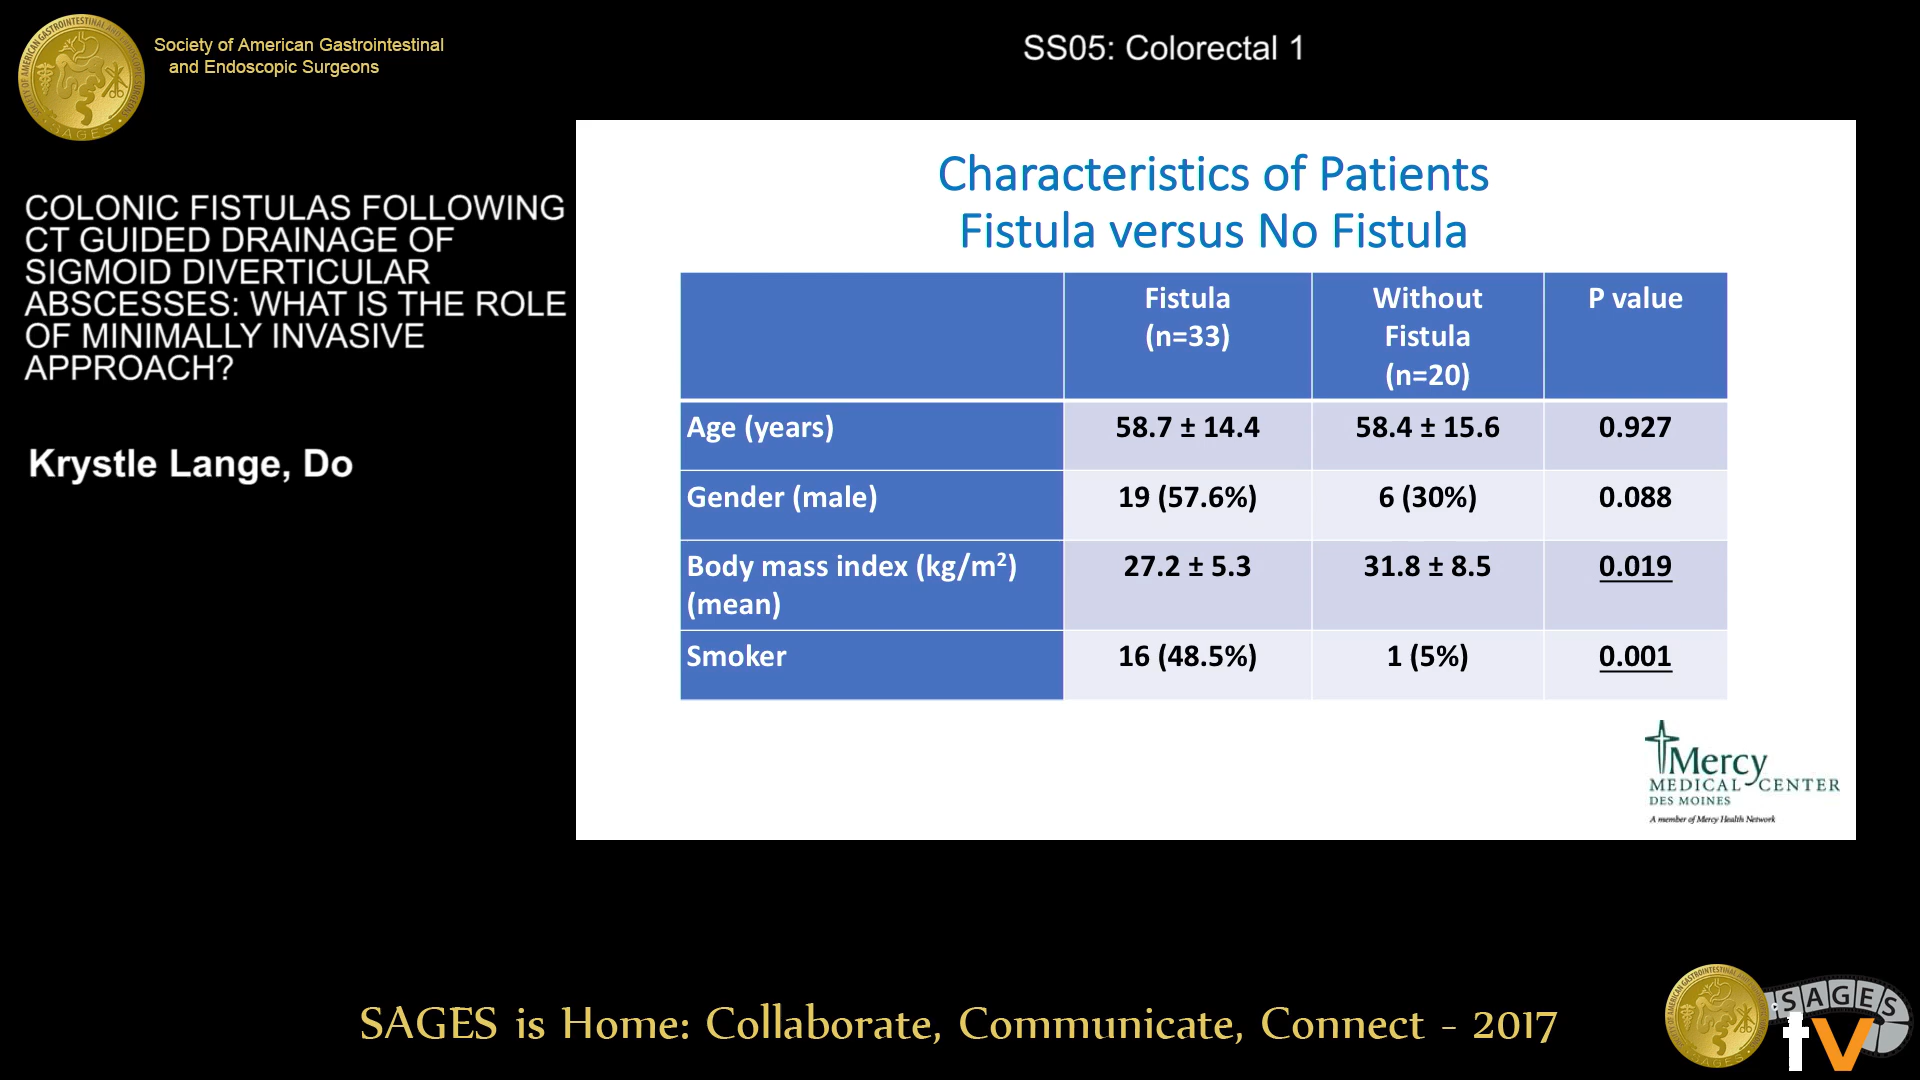 Society of American Gastrointestinal
and Endoscopic Surgeons
SS05: Colorectal 1
COLONIC FISTULAS FOLLOWING
CT GUIDED DRAINAGE OF
SIGMOID DIVERTICULAR
ABSCESSES: WHAT IS THE ROLE
OF MINIMALLY INVASIVE
APPROACH?
Krystle Lange, Do
Characteristics of Patients
Fistula versus No Fistula
Fistula (n=33) Without Fistula (n=20) P value
Age (years) 58.7 ± 14.4 58.4 ± 15.6 0.927
Gender (male) 19 (57.6%) 6 (30%) 0.088
Body mass index (kg/m²) (mean) 27.2 ± 5.3 31.8 ± 8.5 0.019
Smoker 16 (48.5%) 1 (5%) 0.001
Mercy
MEDICAL CENTER
DES MOINES
A member of Mercy Health Network
SAGES is Home: Collaborate, Communicate, Connect - 2017
SAGES
tv